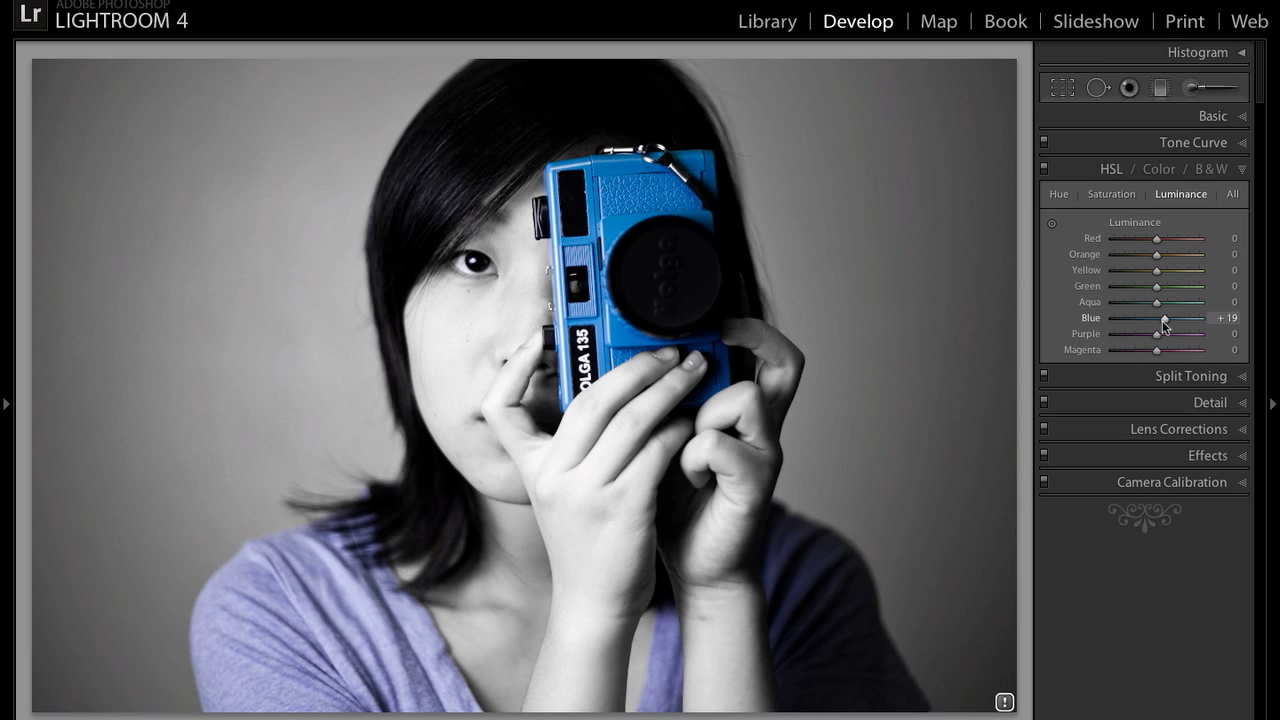 Lr
ADOBE PHOTOSHOP
LIGHTROOM 4
Library | Develop | Map | Book | Slideshow | Print | Web
Histogram
Basic
Tone Curve
HSL / Color / B&W
Hue | Saturation | Luminance | All
Luminance
Red 0
Orange 0
Yellow 0
Green 0
Aqua 0
Blue + 19
Purple 0
Magenta 0
Split Toning
Detail
Lens Corrections
Effects
Camera Calibration
Holga
OLGA 135
!